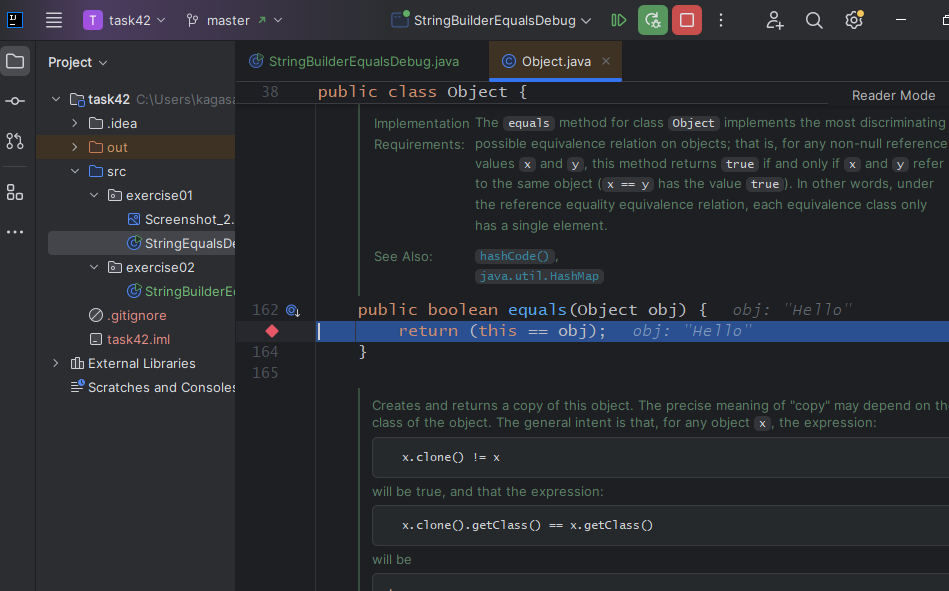 T task42 master StringBuilderEqualsDebug
Project
StringBuilderEqualsDebug.java Object.java
38 public class Object {
Reader Mode
task42 C:\Users\kagasa
.idea
out
src
exercise01
Screenshot_2.
StringEqualsDe
exercise02
StringBuilderE
.gitignore
task42.iml
External Libraries
Scratches and Consoles
Implementation Requirements:
The equals method for class Object implements the most discriminating
possible equivalence relation on objects; that is, for any non-null reference
values x and y, this method returns true if and only if x and y refer
to the same object (x == y has the value true). In other words, under
the reference equality equivalence relation, each equivalence class only
has a single element.
See Also: hashCode(),
java.util.HashMap
162 public boolean equals(Object obj) { obj: "Hello"
return (this == obj); obj: "Hello"
164 }
165
Creates and returns a copy of this object. The precise meaning of "copy" may depend on the
class of the object. The general intent is that, for any object x, the expression:
x.clone() != x
will be true, and that the expression:
x.clone().getClass() == x.getClass()
will be